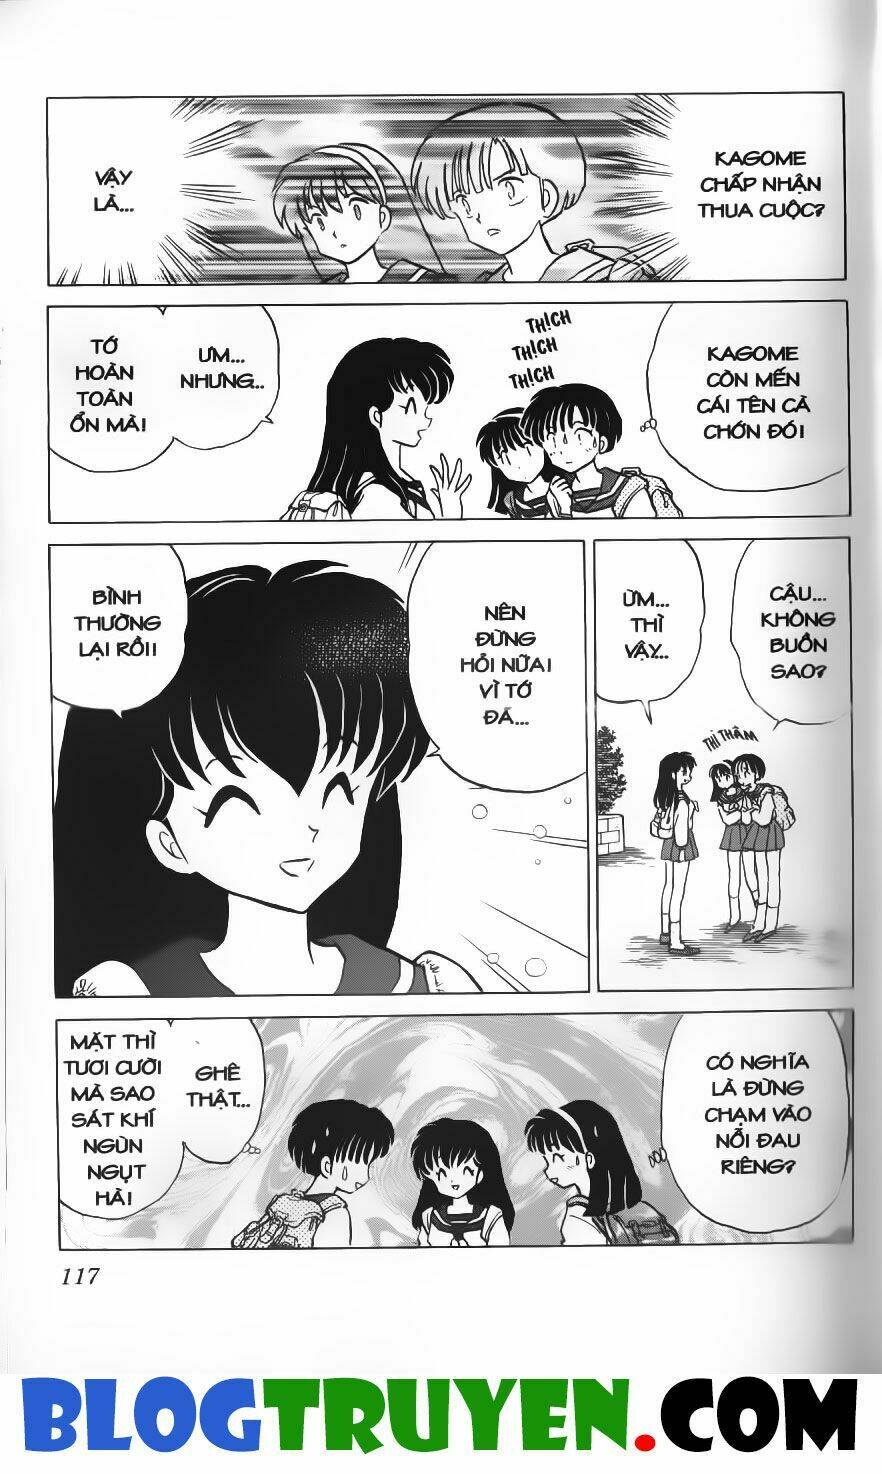 KAGOME
CHẤP NHẬN
THUA CUỘC?
VẬY
LÀ...
KAGOME
CÒN MẾN
CÁI TÊN CÀ
CHỚN ĐÓ!
THỊCH
THỊCH
THỊCH
ƯM...
NHƯNG..
TỚ
HOÀN
TOÀN
ỔN MÀ!
CẬU...
KHÔNG
BUỒN
SAO?
ỪM...
THÌ
VẬY...
THÌ THẦM
NÊN
ĐỪNG
HỎI NỮA!
VÌ TỚ
ĐÃ...
BÌNH
THƯỜNG
LẠI RỒI!
CÓ NGHĨA
LÀ ĐỪNG
CHẠM VÀO
NỖI ĐAU
RIÊNG?
GHÊ
THẬT...
MẶT THÌ
TƯƠI CƯỜI
MÀ SAO
SÁT KHÍ
NGÙN
NGỤT
HÀ!
117
BLOGTRUYEN.COM